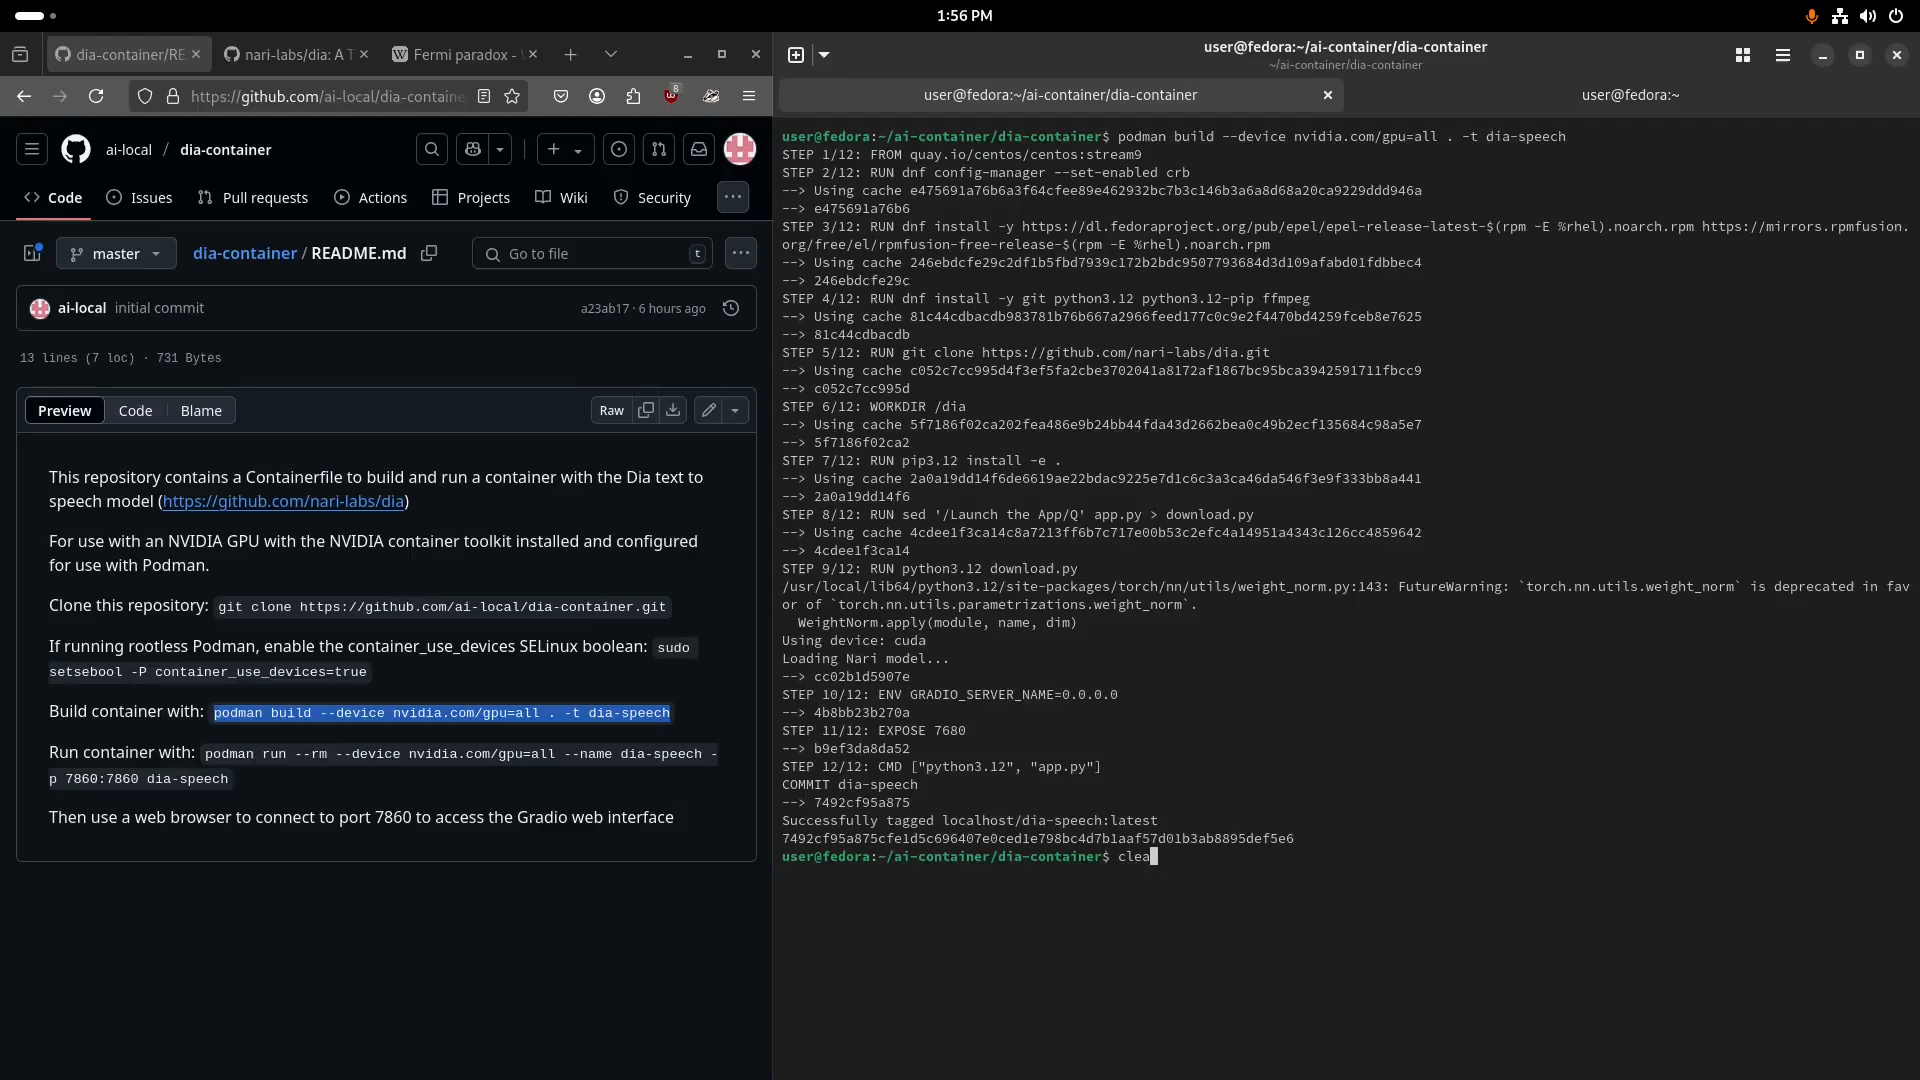 1:56 PM
dia-container/RE
nari-labs/dia: A T
Fermi paradox -
https://github.com/ai-local/dia-containe
8
ai-local / dia-container
Code
Issues
Pull requests
Actions
Projects
Wiki
Security
master
dia-container / README.md
Go to file
t
ai-local initial commit
a23ab17 · 6 hours ago
13 lines (7 loc) · 731 Bytes
Preview
Code
Blame
Raw
This repository contains a Containerfile to build and run a container with the Dia text to
speech model (https://github.com/nari-labs/dia)
For use with an NVIDIA GPU with the NVIDIA container toolkit installed and configured
for use with Podman.
Clone this repository: git clone https://github.com/ai-local/dia-container.git
If running rootless Podman, enable the container_use_devices SELinux boolean: sudo
setsebool -P container_use_devices=true
Build container with: podman build --device nvidia.com/gpu=all . -t dia-speech
Run container with: podman run --rm --device nvidia.com/gpu=all --name dia-speech -
p 7860:7860 dia-speech
Then use a web browser to connect to port 7860 to access the Gradio web interface
user@fedora:~/ai-container/dia-container
~/ai-container/dia-container
user@fedora:~/ai-container/dia-container
user@fedora:~
user@fedora:~/ai-container/dia-container$ podman build --device nvidia.com/gpu=all . -t dia-speech
STEP 1/12: FROM quay.io/centos/centos:stream9
STEP 2/12: RUN dnf config-manager --set-enabled crb
--> Using cache e475691a76b6a3f64cfee89e462932bc7b3c146b3a6a8d68a20ca9229ddd946a
--> e475691a76b6
STEP 3/12: RUN dnf install -y https://dl.fedoraproject.org/pub/epel/epel-release-latest-$(rpm -E %rhel).noarch.rpm https://mirrors.rpmfusion.
org/free/el/rpmfusion-free-release-$(rpm -E %rhel).noarch.rpm
--> Using cache 246ebdcfe29c2df1b5fbd7939c172b2bdc9507793684d3d109afabd01fdbbec4
--> 246ebdcfe29c
STEP 4/12: RUN dnf install -y git python3.12 python3.12-pip ffmpeg
--> Using cache 81c44cdbacdb983781b76b667a2966feed177c0c9e2f4470bd4259fceb8e7625
--> 81c44cdbacdb
STEP 5/12: RUN git clone https://github.com/nari-labs/dia.git
--> Using cache c052c7cc995d4f3ef5fa2cbe3702041a8172af1867bc95bca3942591711fbcc9
--> c052c7cc995d
STEP 6/12: WORKDIR /dia
--> Using cache 5f7186f02ca202fea486e9b24bb44fda43d2662bea0c49b2ecf135684c98a5e7
--> 5f7186f02ca2
STEP 7/12: RUN pip3.12 install -e .
--> Using cache 2a0a19dd14f6de6619ae22bdac9225e7d1c6c3a3ca46da546f3e9f333bb8a441
--> 2a0a19dd14f6
STEP 8/12: RUN sed '/Launch the App/Q' app.py > download.py
--> Using cache 4cdee1f3ca14c8a7213ff6b7c717e00b53c2efc4a14951a4343c126cc4859642
--> 4cdee1f3ca14
STEP 9/12: RUN python3.12 download.py
/usr/local/lib64/python3.12/site-packages/torch/nn/utils/weight_norm.py:143: FutureWarning: `torch.nn.utils.weight_norm` is deprecated in fav
or of `torch.nn.utils.parametrizations.weight_norm`.
WeightNorm.apply(module, name, dim)
Using device: cuda
Loading Nari model...
--> cc02b1d5907e
STEP 10/12: ENV GRADIO_SERVER_NAME=0.0.0.0
--> 4b8bb23b270a
STEP 11/12: EXPOSE 7680
--> b9ef3da8da52
STEP 12/12: CMD ["python3.12", "app.py"]
COMMIT dia-speech
--> 7492cf95a875
Successfully tagged localhost/dia-speech:latest
7492cf95a875cfe1d5c696407e0ced1e798bc4d7b1aaf57d01b3ab8895def5e6
user@fedora:~/ai-container/dia-container$ clea